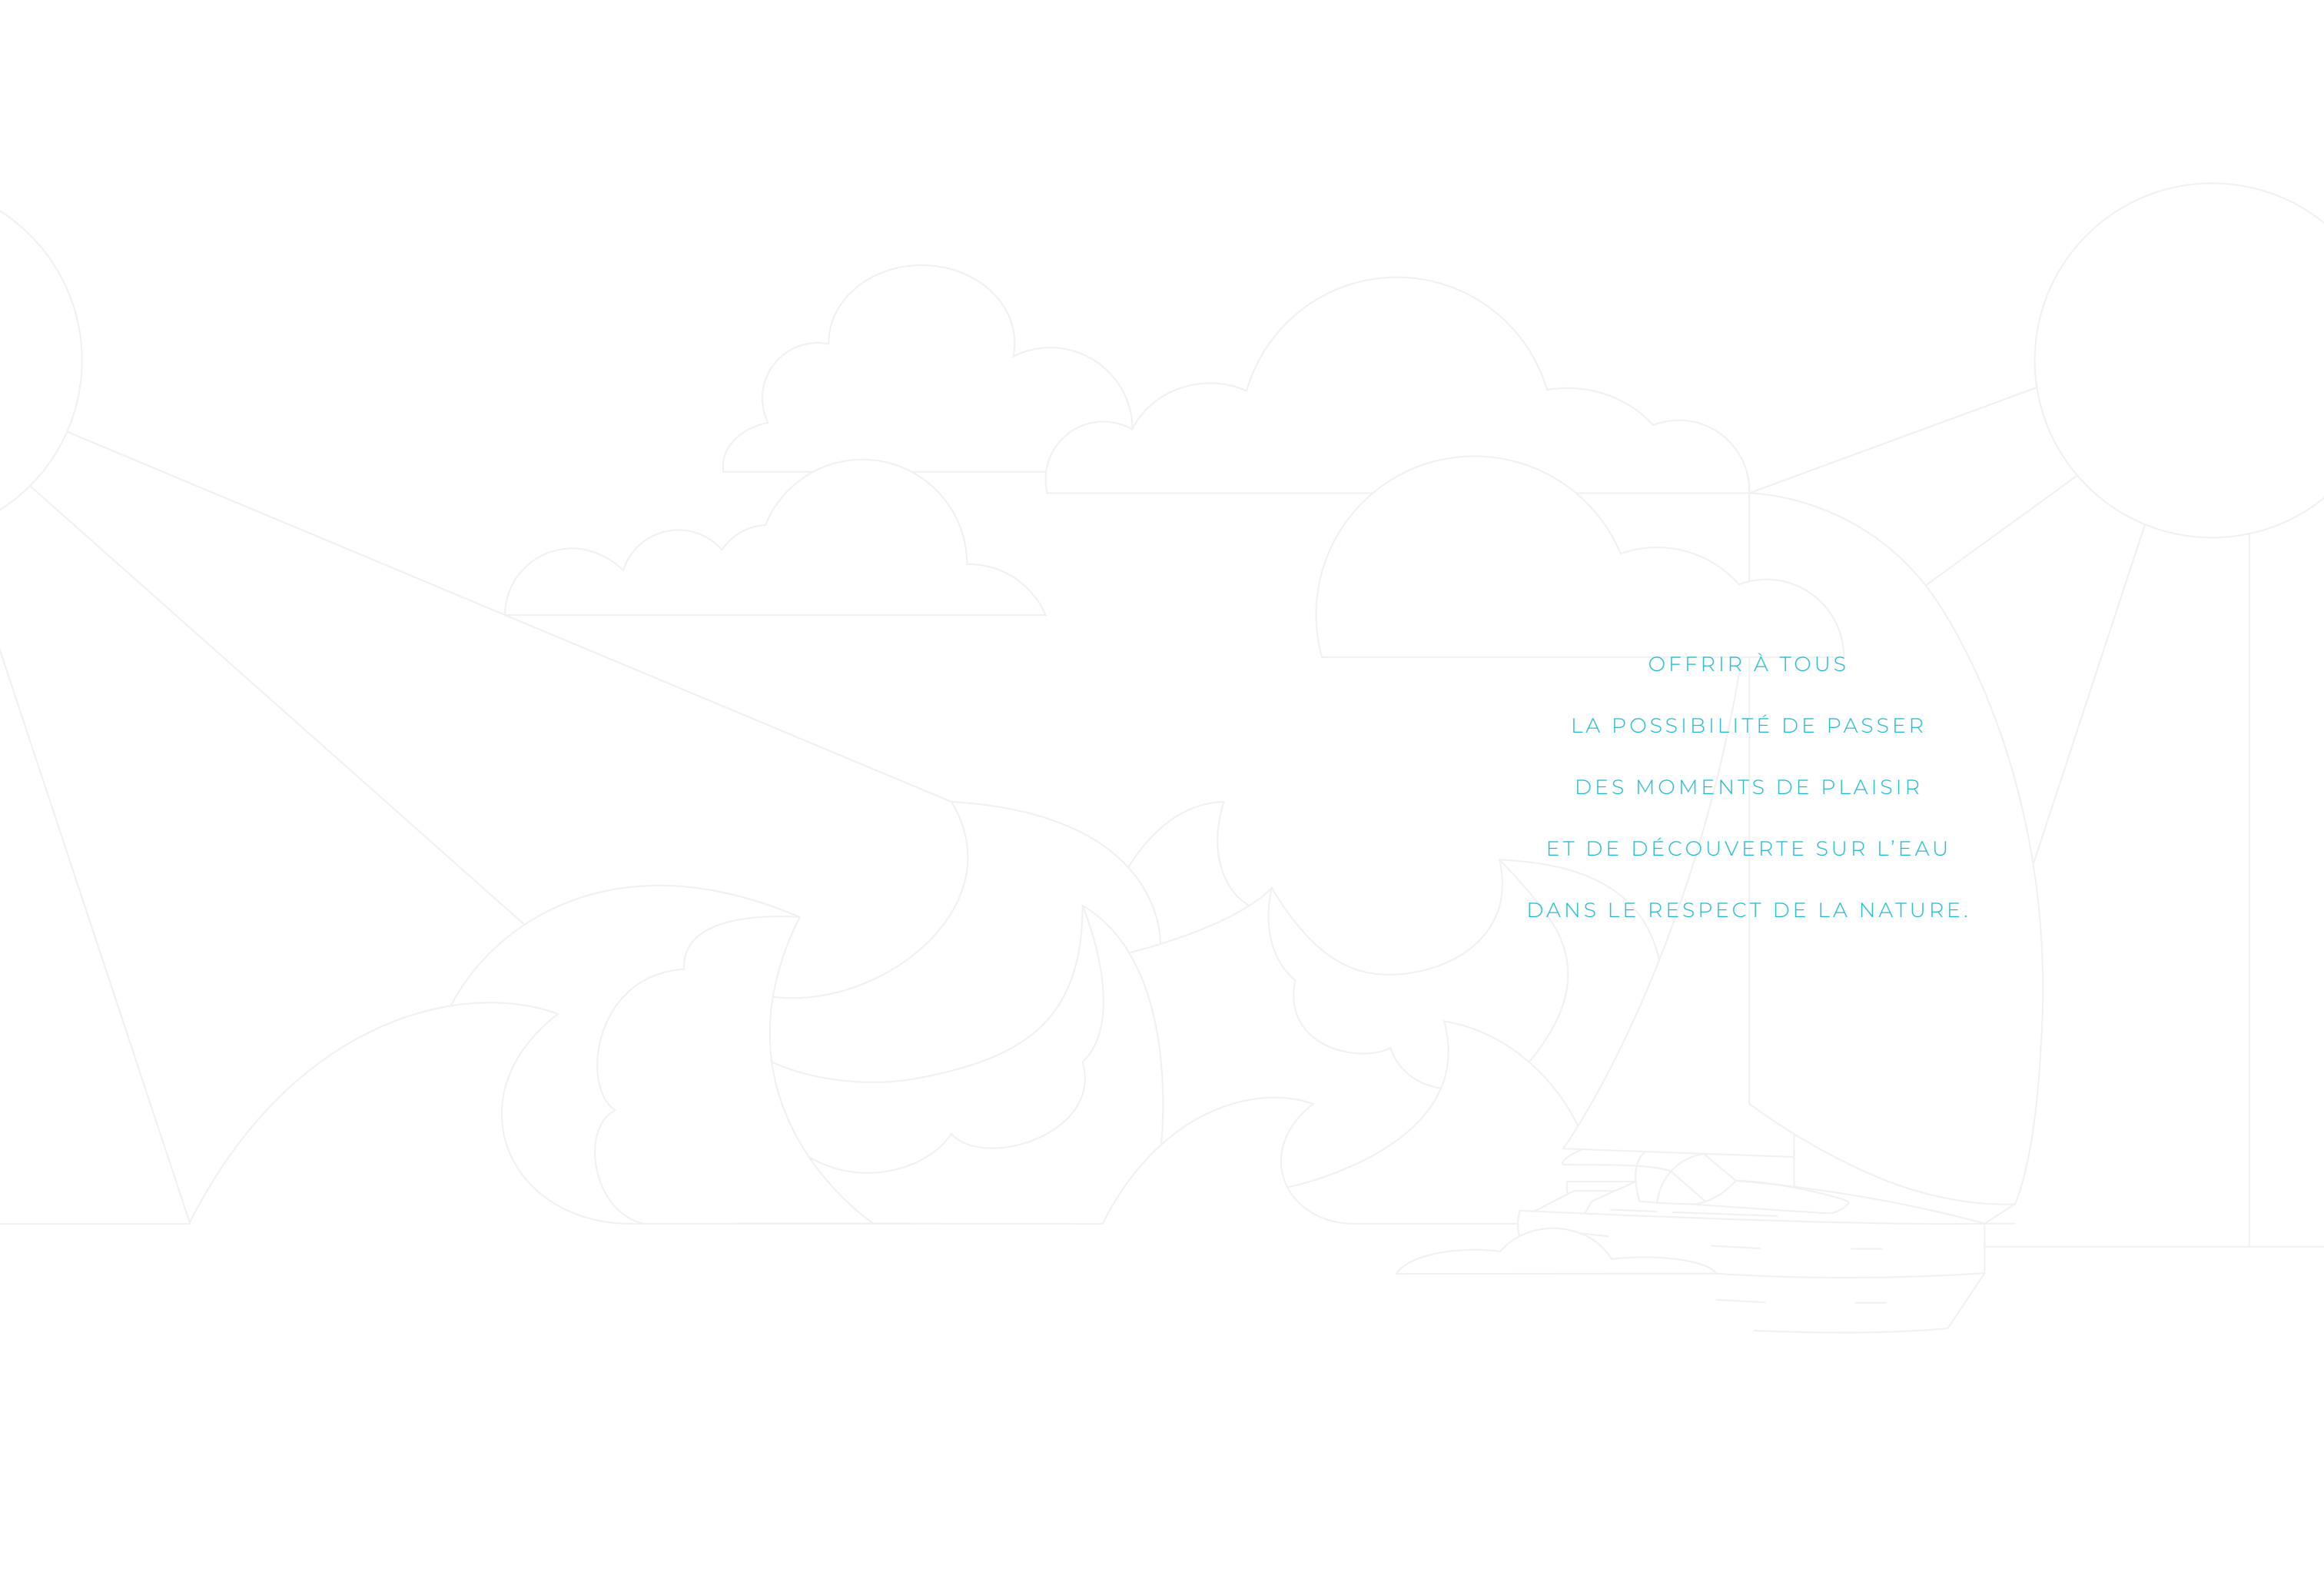 OFFRIR À TOUS
LA POSSIBILITÉ DE PASSER
DES MOMENTS DE PLAISIR
ET DE DÉCOUVERTE SUR L'EAU
DANS LE RESPECT DE LA NATURE.